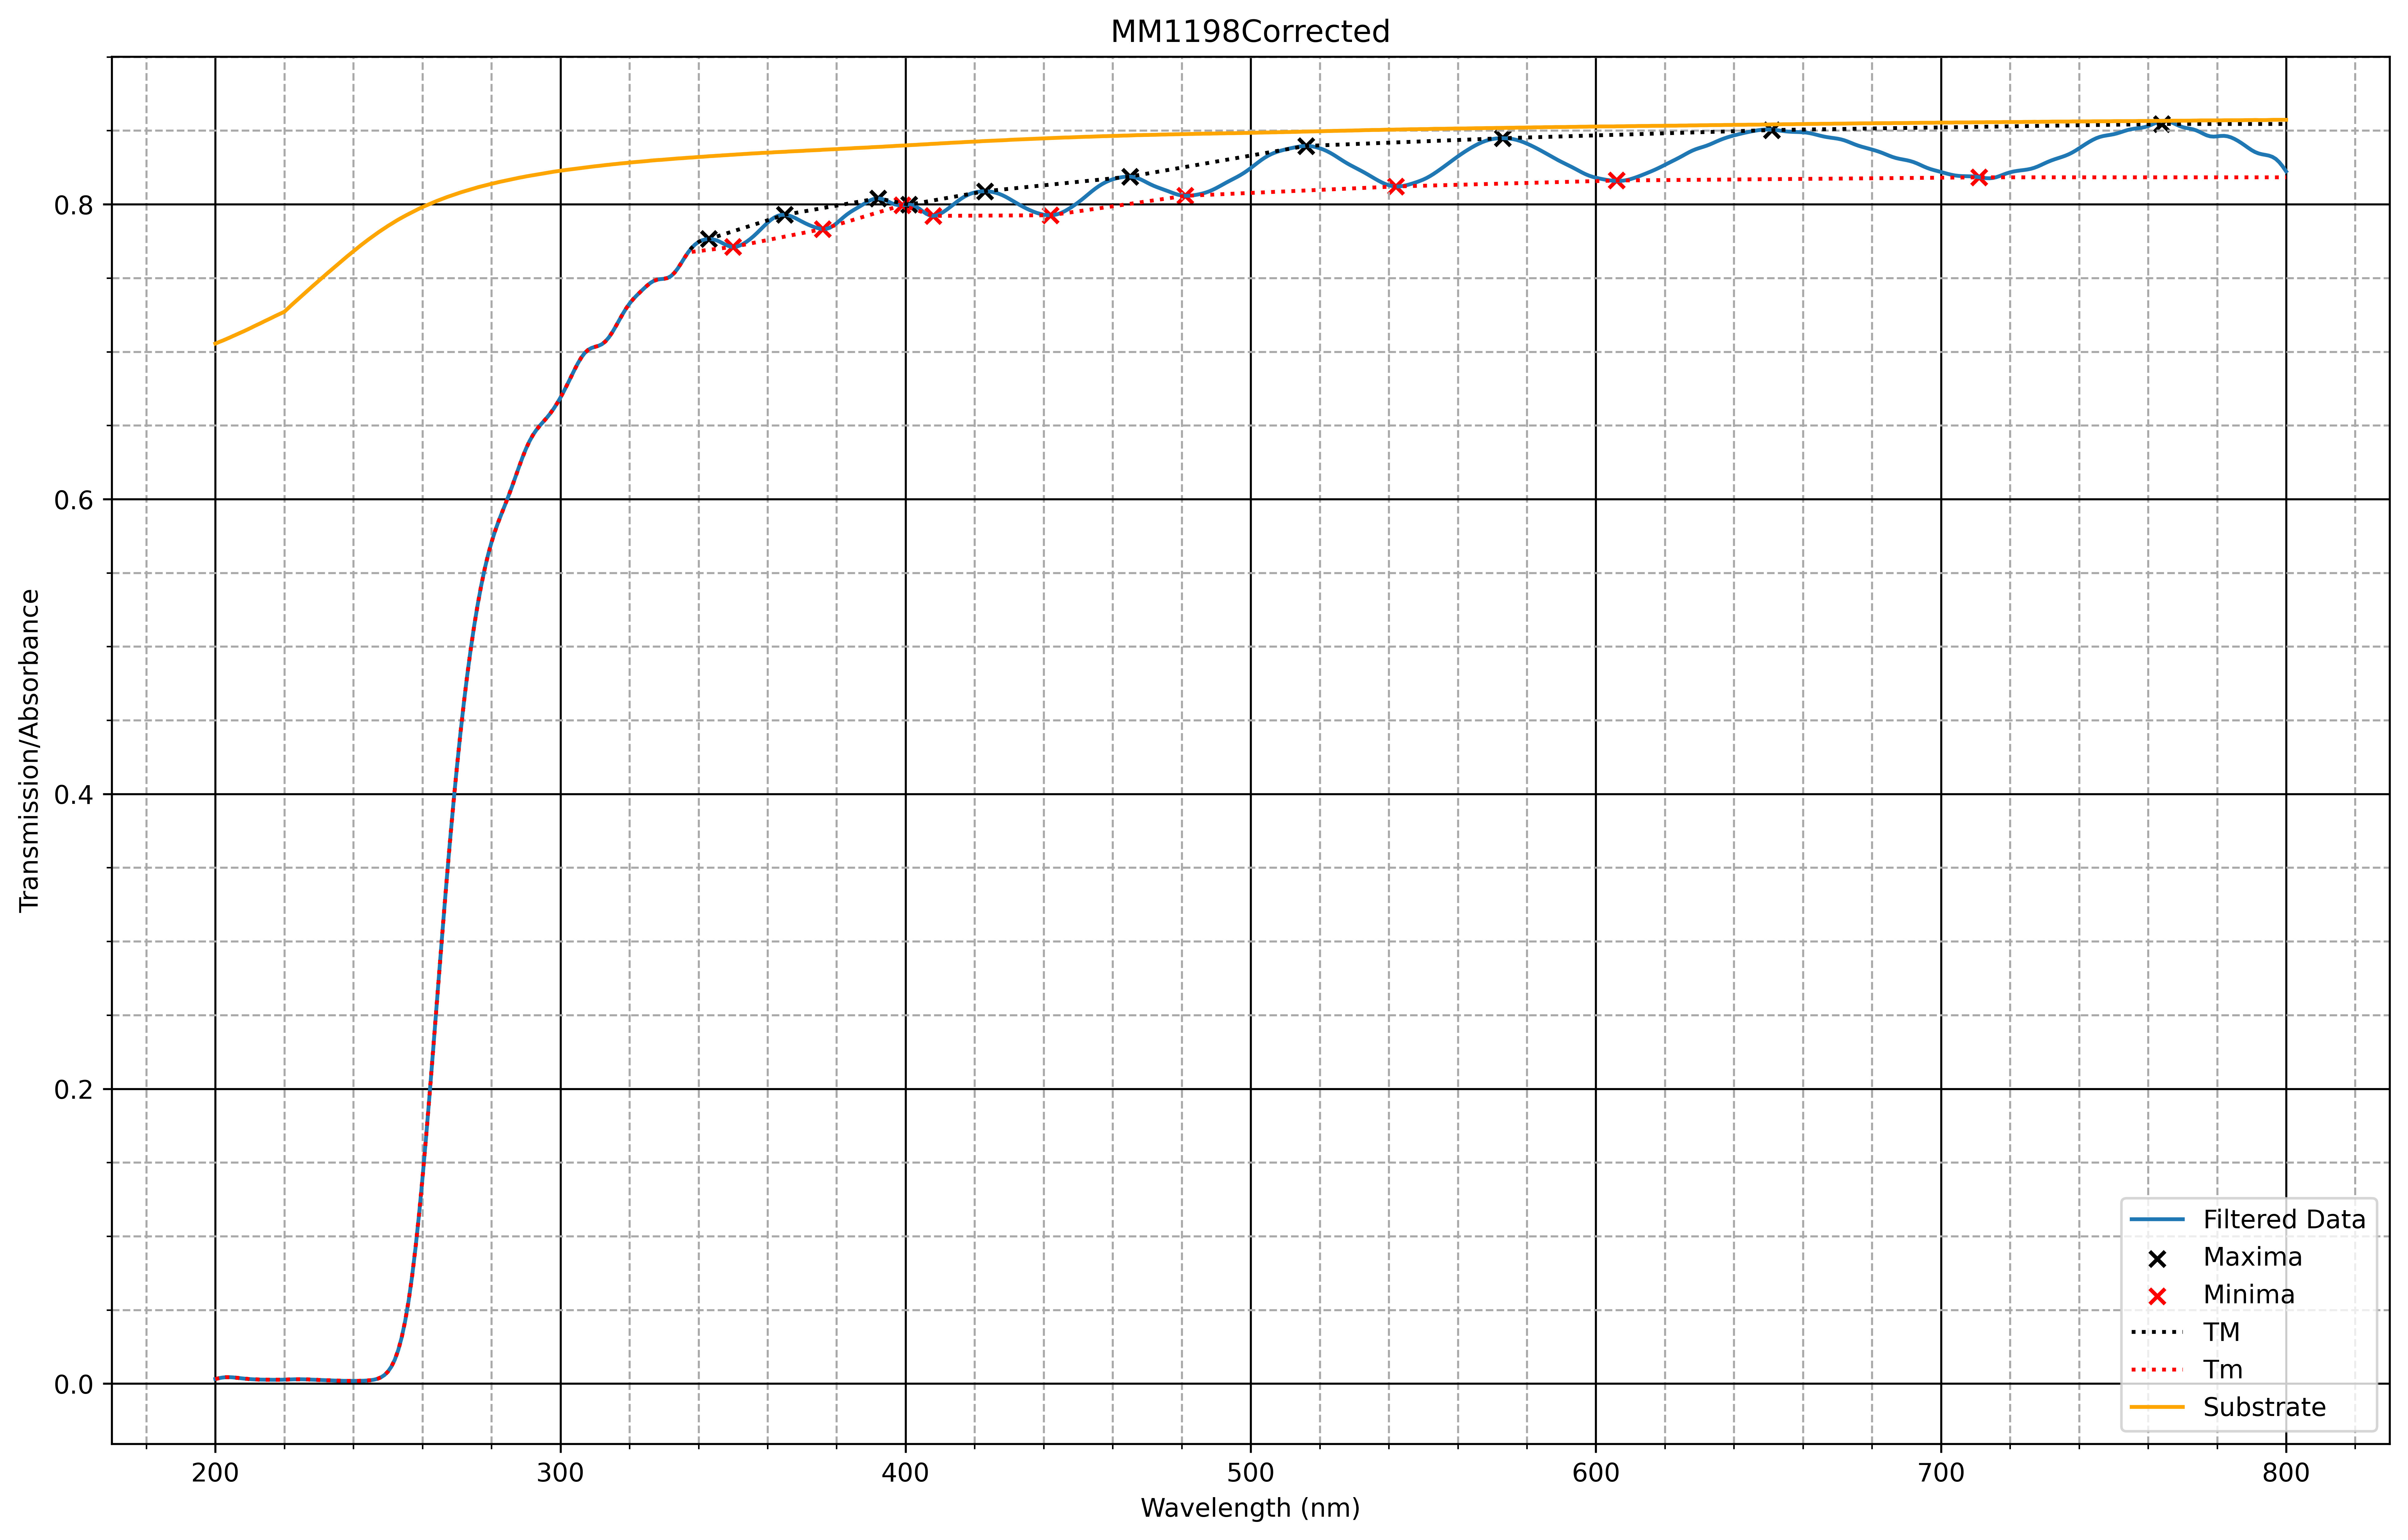 MM1198Corrected
Transmission/Absorbance
0.8
0.6
0.4
0.2
0.0
200 300 400 500 600 700 800
Wavelength (nm)
Filtered Data
Maxima
Minima
TM
Tm
Substrate